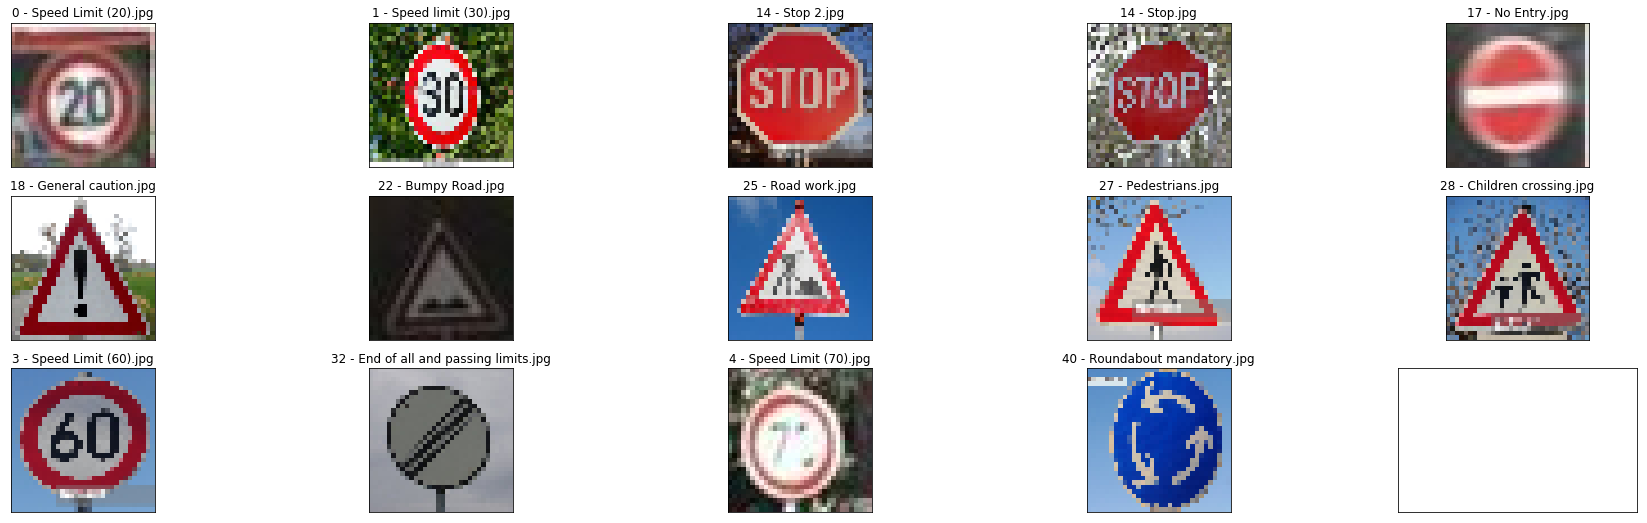 0 - Speed Limit (20).jpg
1 - Speed limit (30).jpg
14 - Stop 2.jpg
14 - Stop.jpg
17 - No Entry.jpg
20
30
STOP
STOP
18 - General caution.jpg
22 - Bumpy Road.jpg
25 - Road work.jpg
27 - Pedestrians.jpg
28 - Children crossing.jpg
!
3 - Speed Limit (60).jpg
32 - End of all and passing limits.jpg
4 - Speed Limit (70).jpg
40 - Roundabout mandatory.jpg
60